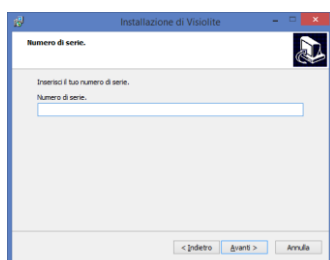 Installazione di Visiolite
Numero di serie.
Inserisci il tuo numero di serie.
Numero di serie.
< Indietro
Avanti >
Annulla